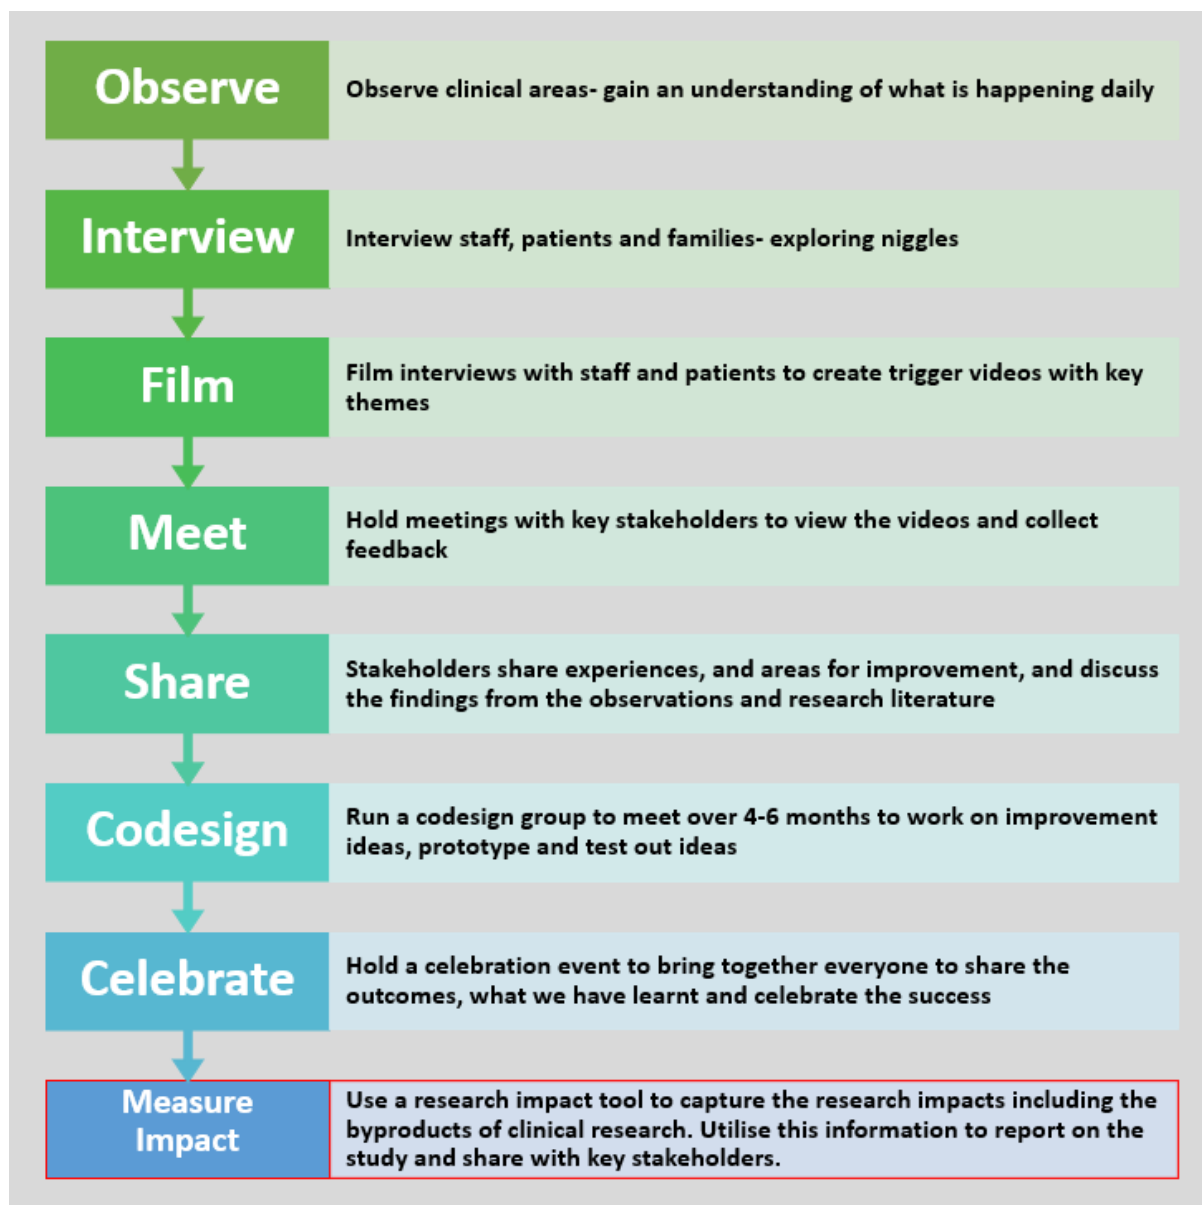 Observe
Observe clinical areas- gain an understanding of what is happening daily
Interview
Interview staff, patients and families- exploring niggles
Film
Film interviews with staff and patients to create trigger videos with key
themes
Meet
Hold meetings with key stakeholders to view the videos and collect
feedback
Share
Stakeholders share experiences, and areas for improvement, and discuss
the findings from the observations and research literature
Codesign
Run a codesign group to meet over 4-6 months to work on improvement
ideas, prototype and test out ideas
Celebrate
Hold a celebration event to bring together everyone to share the
outcomes, what we have learnt and celebrate the success
Measure
Impact
Use a research impact tool to capture the research impacts including the
byproducts of clinical research. Utilise this information to report on the
study and share with key stakeholders.